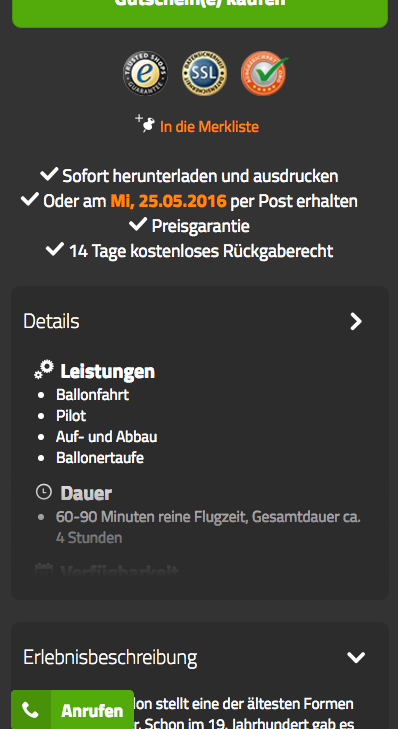 Gutschein(e) kaufen
TRUSTED SHOPS
e
GUARANTEE
SSL
In die Merkliste
Sofort herunterladen und ausdrucken
Oder am Mi, 25.05.2016 per Post erhalten
Preisgarantie
14 Tage kostenloses Rückgaberecht
Details
Leistungen
Ballonfahrt
Pilot
Auf- und Abbau
Ballonertaufe
Dauer
60-90 Minuten reine Flugzeit, Gesamtdauer ca.
4 Stunden
Verfügbarkeit
Erlebnisbeschreibung
lon stellt eine der ältesten Formen
Anrufen
r. Schon im 19. Jahrhundert gab es